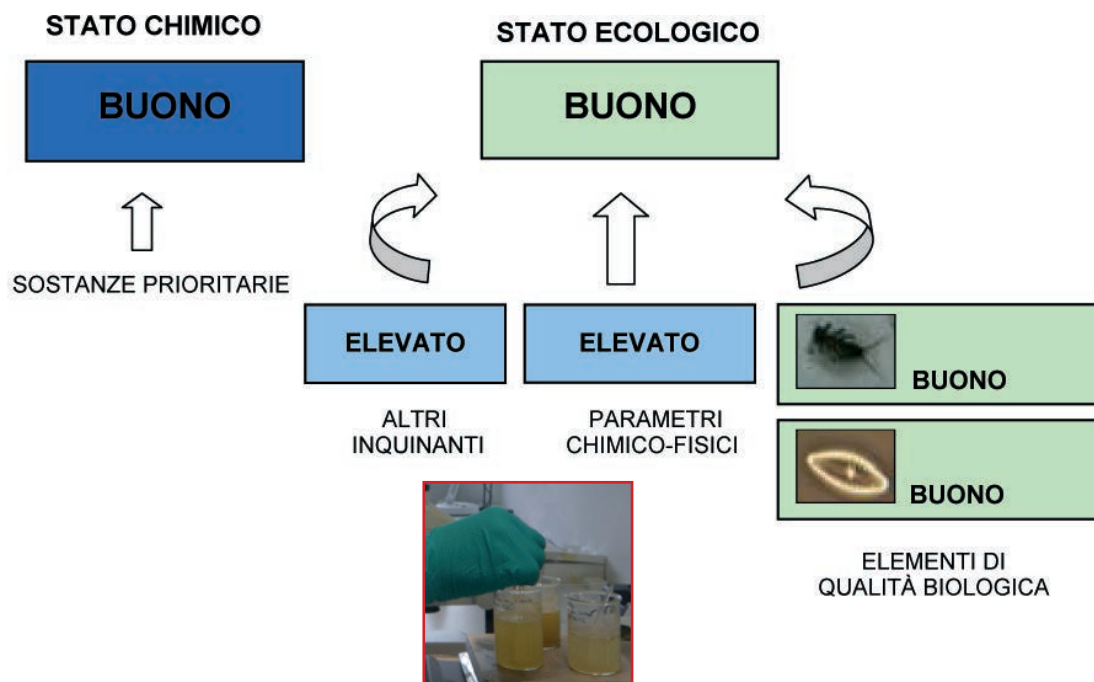 STATO CHIMICO
BUONO
SOSTANZE PRIORITARIE
STATO ECOLOGICO
BUONO
ELEVATO
ALTRI
INQUINANTI
ELEVATO
PARAMETRI
CHIMICO-FISICI
BUONO
BUONO
ELEMENTI DI
QUALITÀ BIOLOGICA